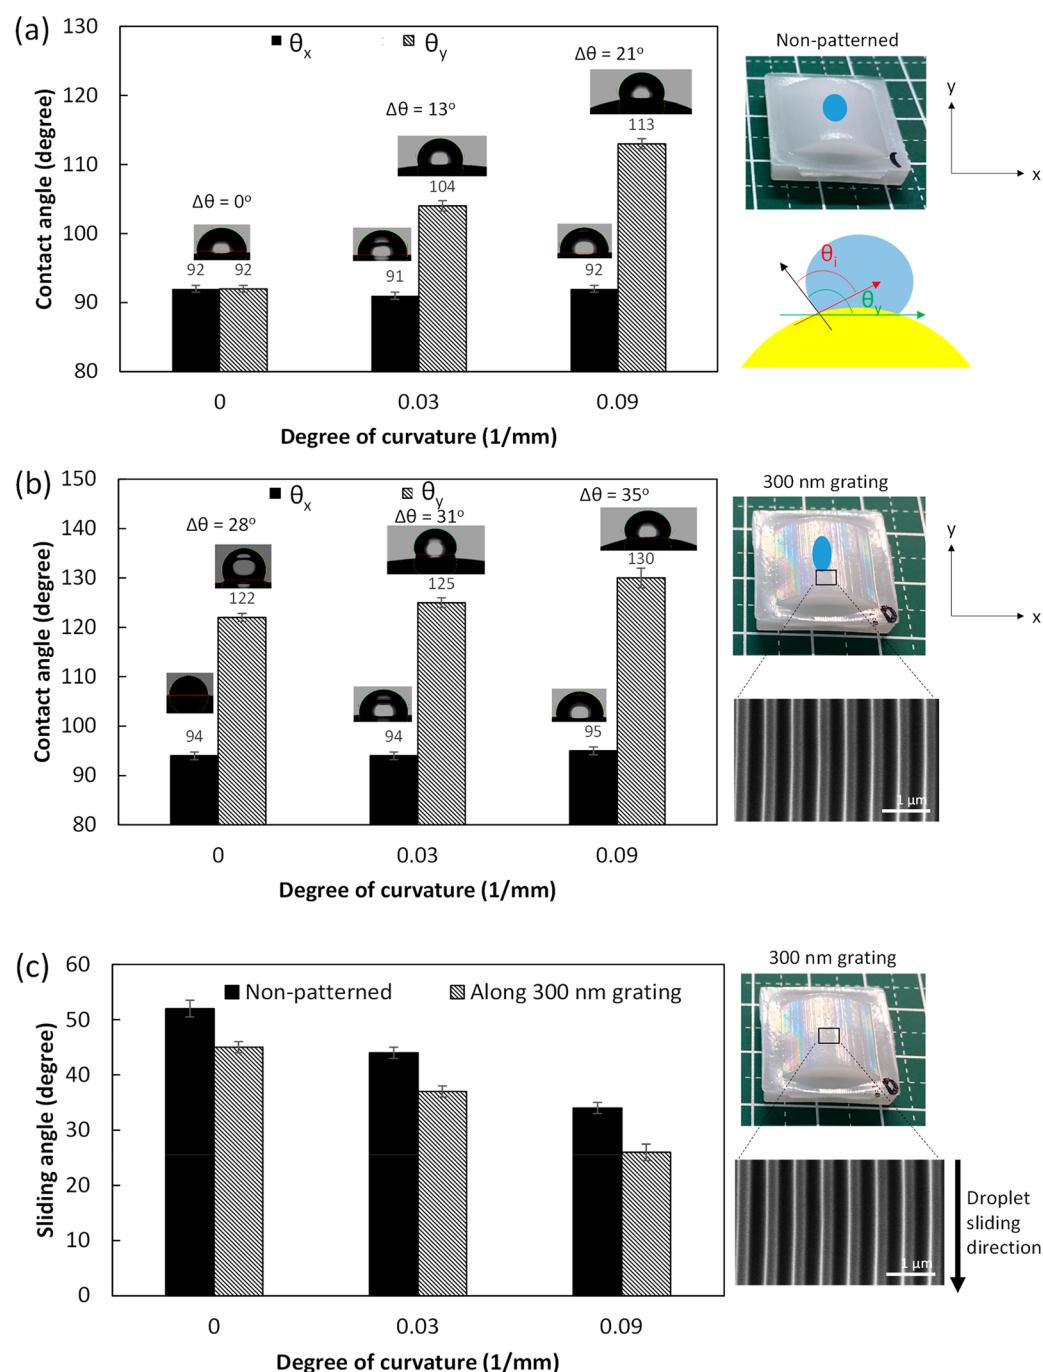 (a)
130
120
110
100
90
80
Contact angle (degree)
θx
θy
Δθ = 0°
Δθ = 13°
Δθ = 21°
92
92
91
104
92
113
0
0.03
0.09
Degree of curvature (1/mm)
Non-patterned
y
x
θi
θy
(b)
150
140
130
120
110
100
90
80
Contact angle (degree)
θx
θy
Δθ = 28°
Δθ = 31°
Δθ = 35°
94
122
94
125
95
130
0
0.03
0.09
Degree of curvature (1/mm)
300 nm grating
y
x
1 μm
(c)
60
50
40
30
20
10
0
Sliding angle (degree)
Non-patterned
Along 300 nm grating
0
0.03
0.09
Degree of curvature (1/mm)
300 nm grating
1 μm
Droplet
sliding
direction